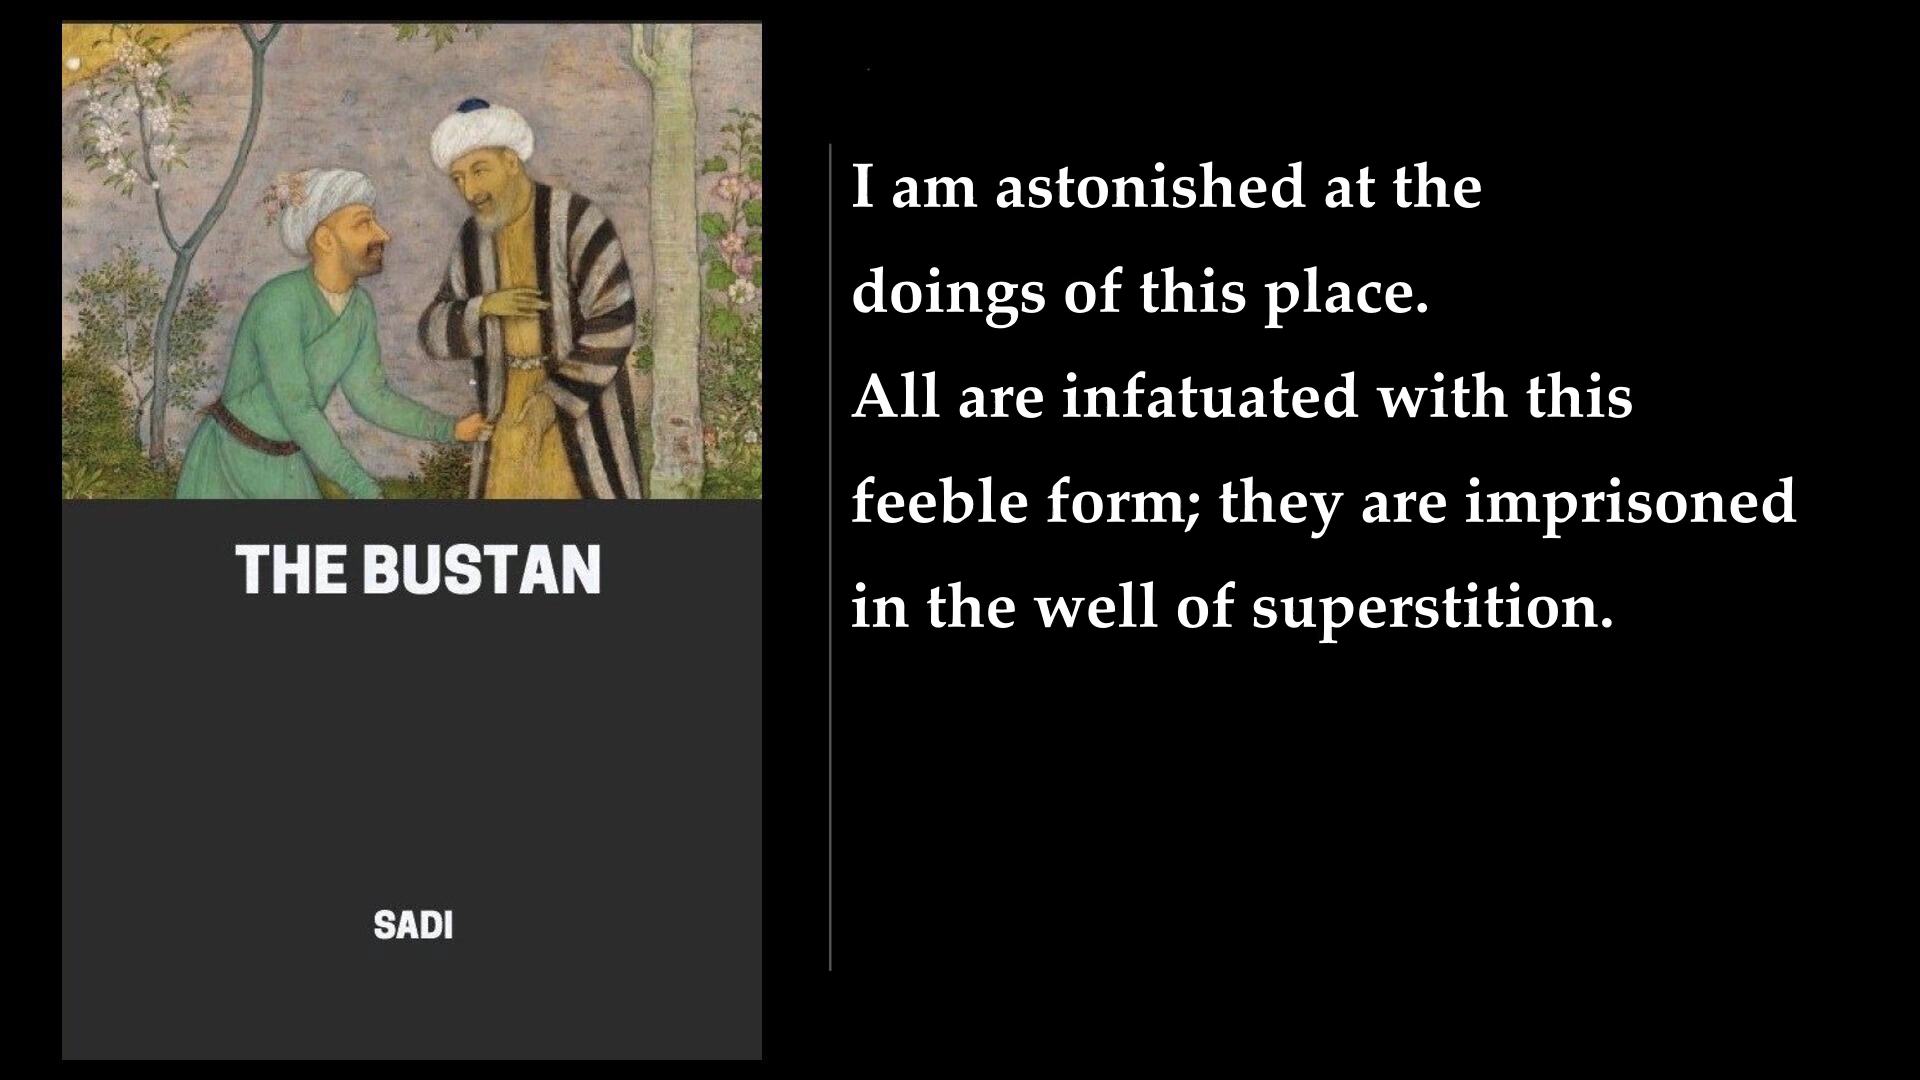 THE BUSTAN
SADI
I am astonished at the
doings of this place.
All are infatuated with this
feeble form; they are imprisoned
in the well of superstition.